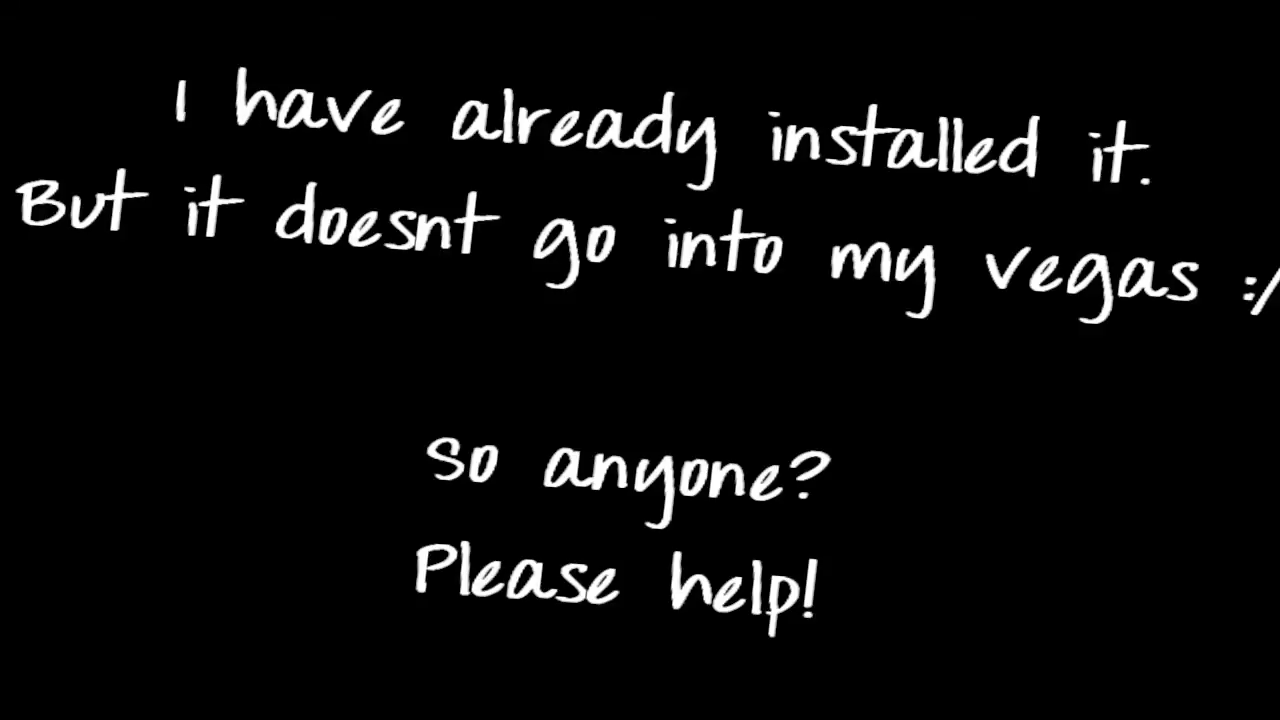 I have already installed it.
But it doesnt go into my vegas :/
so anyone?
Please help!